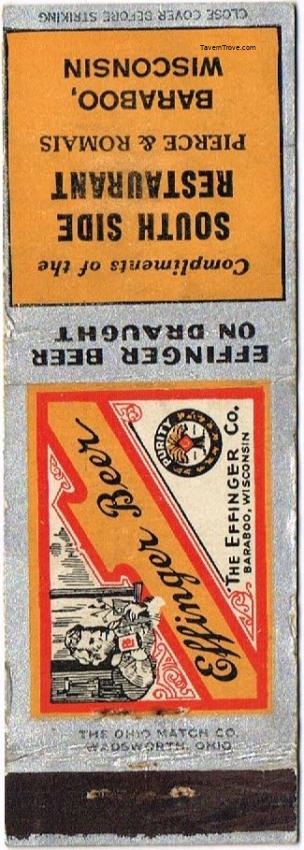 CLOSE COVER BEFORE STRIKING
TavernTrove.com
Compliments of the
SOUTH SIDE
RESTAURANT
PIERCE & ROMAIS
BARABOO,
WISCONSIN
EFFINGER BEER
ON DRAUGHT
Effinger Beer
PURITY
THE EFFINGER CO.
BARABOO, WISCONSIN
THE OHIO MATCH CO.
WADSWORTH, OHIO